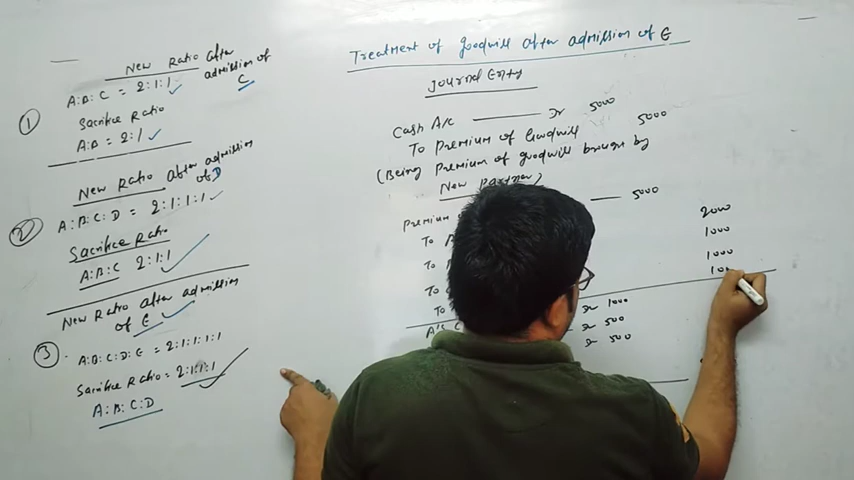 New Ratio after
admission of
C
A:B:C = 2:1:1
① Sacrifice Ratio
A:B = 2:1
New Ratio after admission
of D
② A:B:C:D = 2:1:1:1
Sacrifice Ratio
A:B:C 2:1:1
New Ratio after admission
of E
③ A:B:C:D:E = 2:1:1:1:1
Sacrifice Ratio = 2:1:1:1
A:B:C:D
Treatment of goodwill after admission of E
Journal Entry
Cash A/c Dr 5000
To Premium of Goodwill 5000
(Being Premium of goodwill brought by
New Partner)
Premium 5000
To 2000
To 1000
To 1000
To
A's C Dr 1000
Dr 500
Dr 500